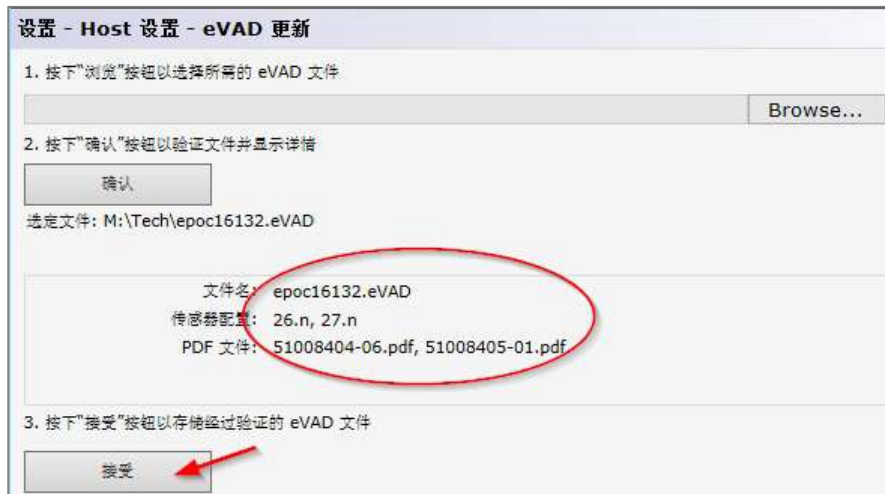 设置 - Host 设置 - eVAD 更新
1. 按下"浏览"按钮以选择所需的 eVAD 文件
Browse...
2. 按下"确认"按钮以验证文件并显示详情
确认
选定文件: M:\Tech\epoc16132.eVAD
文件名: epoc16132.eVAD
传感器配置: 26.n, 27.n
PDF 文件: 51008404-06.pdf, 51008405-01.pdf
3. 按下"接受"按钮以存储经过验证的 eVAD 文件
接受